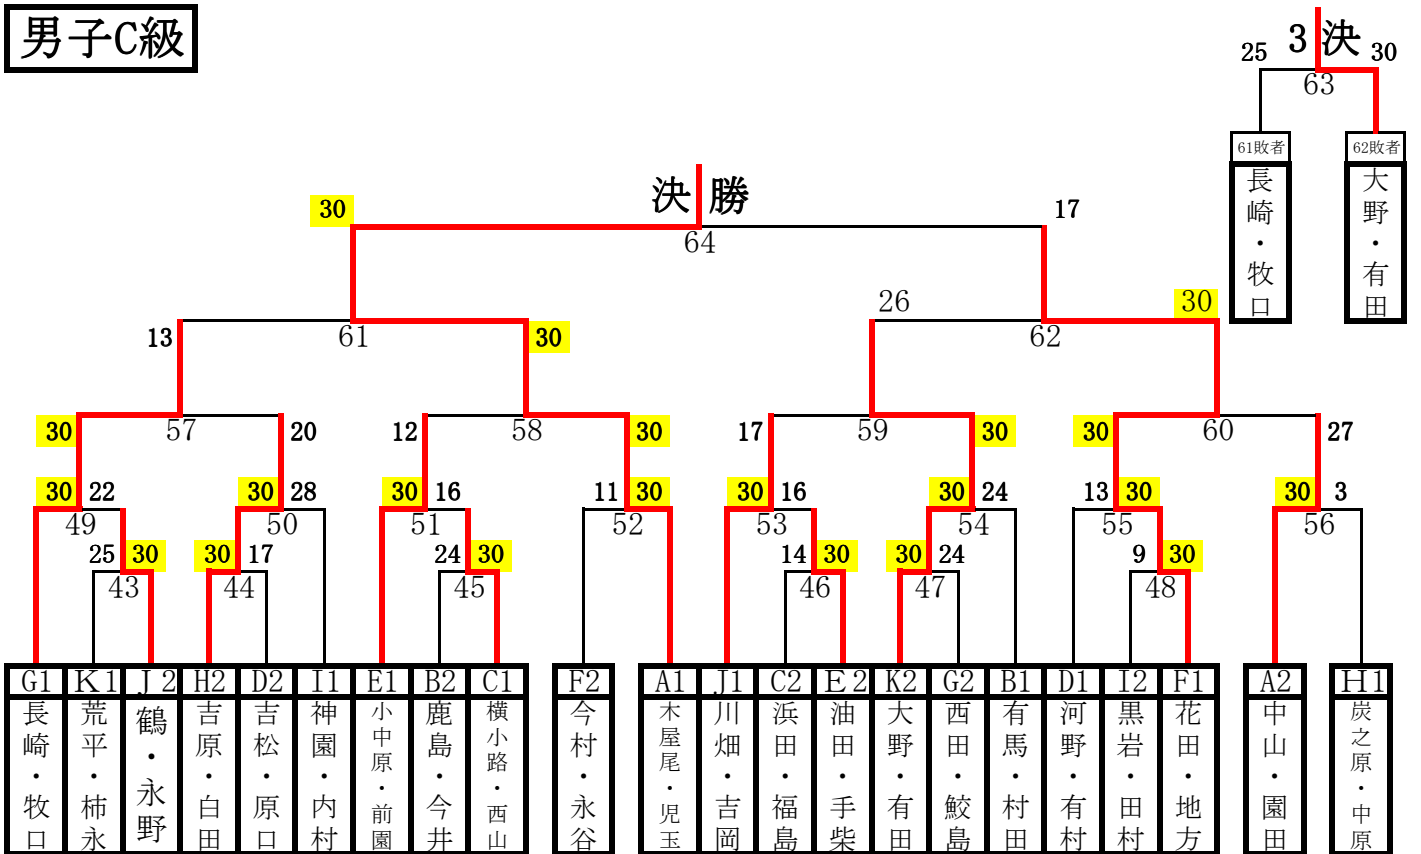 男子C級
3決
25
30
63
61敗者
62敗者
長崎・牧口
大野・有田
決勝
30
17
64
26
30
13
61
30
62
30
57
20
12
58
30
17
59
30
30
60
27
30
22
30
28
30
16
11
30
30
16
30
24
13
30
30
3
49
50
51
52
53
54
55
56
25
30
30
17
24
30
14
30
30
24
9
30
43
44
45
46
47
48
G1
K1
J2
H2
D2
I1
E1
B2
C1
F2
A1
J1
C2
E2
K2
G2
B1
D1
I2
F1
A2
H1
長崎・牧口
荒平・柿永
鶴・永野
吉原・白田
吉松・原口
神園・内村
小中原・前園
鹿島・今井
横小路・西山
今村・永谷
木屋尾・児玉
川畑・吉岡
浜田・福島
油田・手柴
大野・有田
西田・鮫島
有馬・村田
河野・有村
黒岩・田村
花田・地方
中山・園田
炭之原・中原